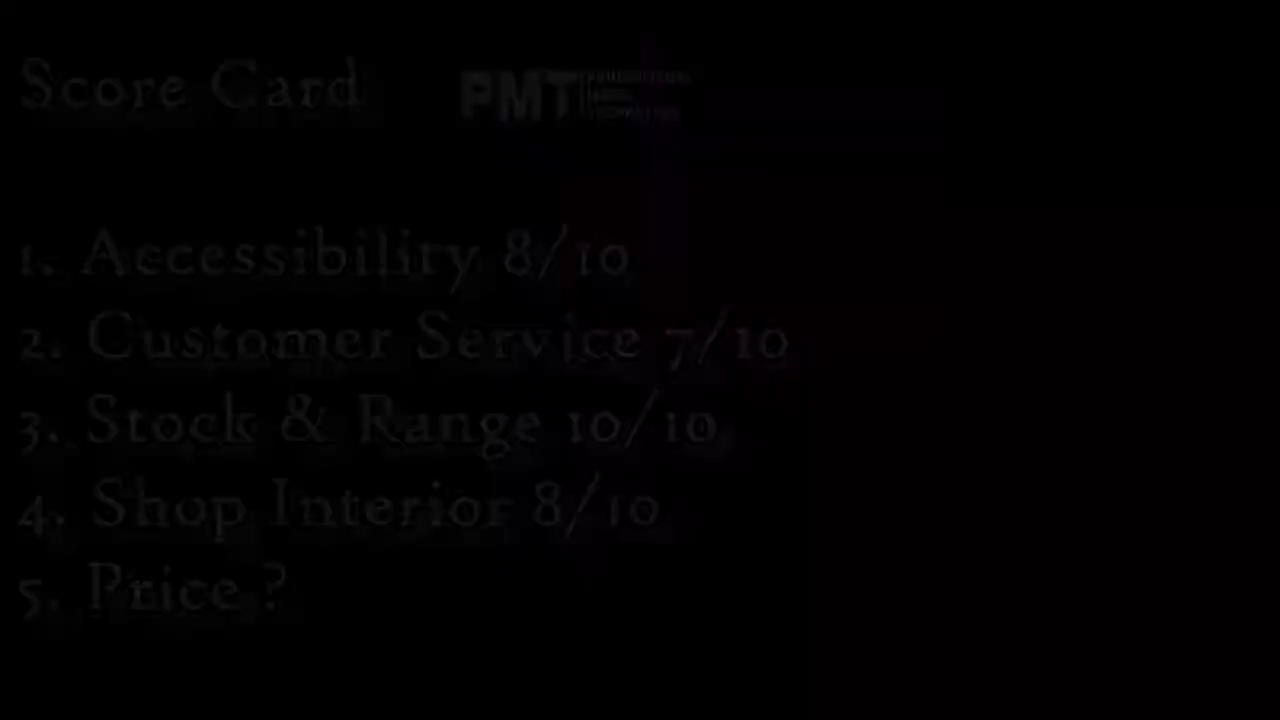 Score Card PMT
1. Accessibility 8/10
2. Customer Service 7/10
3. Stock & Range 10/10
4. Shop Interior 8/10
5. Price ?